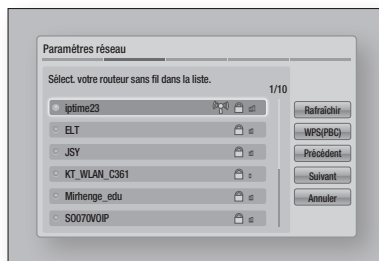 Paramètres réseau
Sélect. votre routeur sans fil dans la liste.
1/10
iptime23
ELT
JSY
KT_WLAN_C361
Mirhenge_edu
SO070VOIP
Rafraîchir
WPS(PBC)
Précédent
Suivant
Annuler